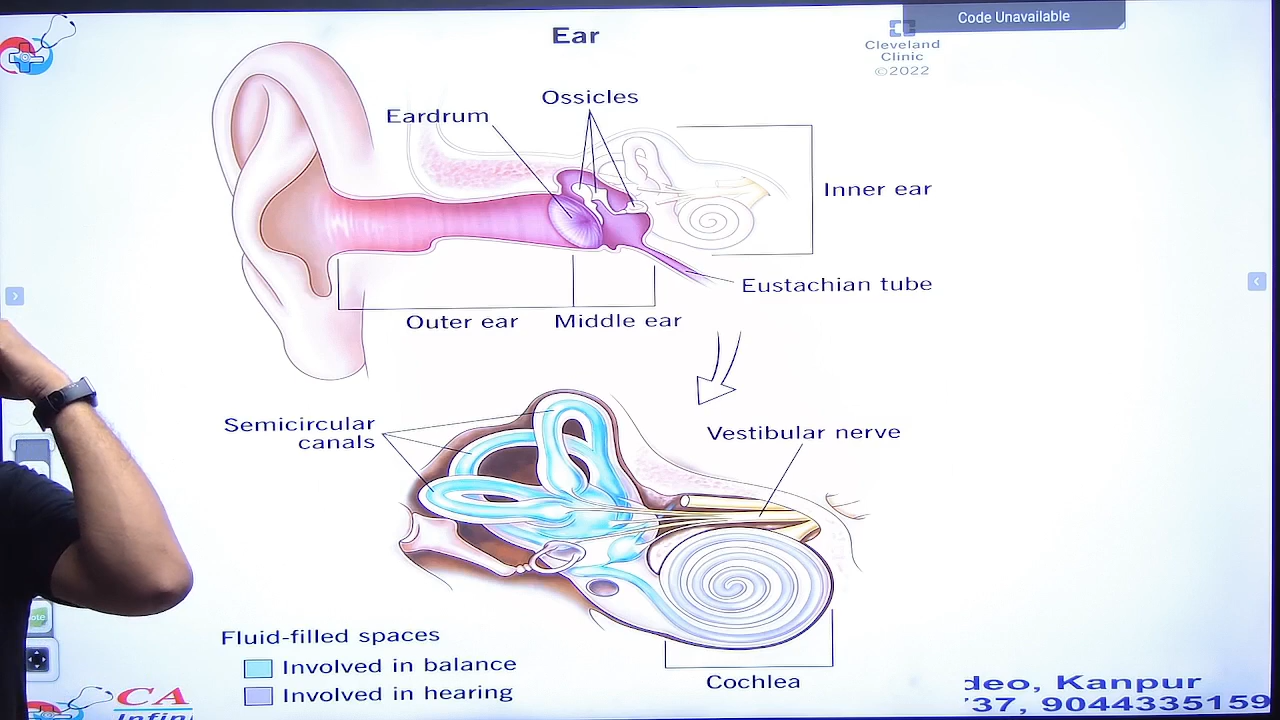 Code Unavailable
Ear
Cleveland
Clinic
©2022
Ossicles
Eardrum
Inner ear
Eustachian tube
Outer ear
Middle ear
Semicircular
canals
Vestibular nerve
Fluid-filled spaces
Involved in balance
Involved in hearing
Cochlea
CA
deo, Kanpur
37, 9044335159